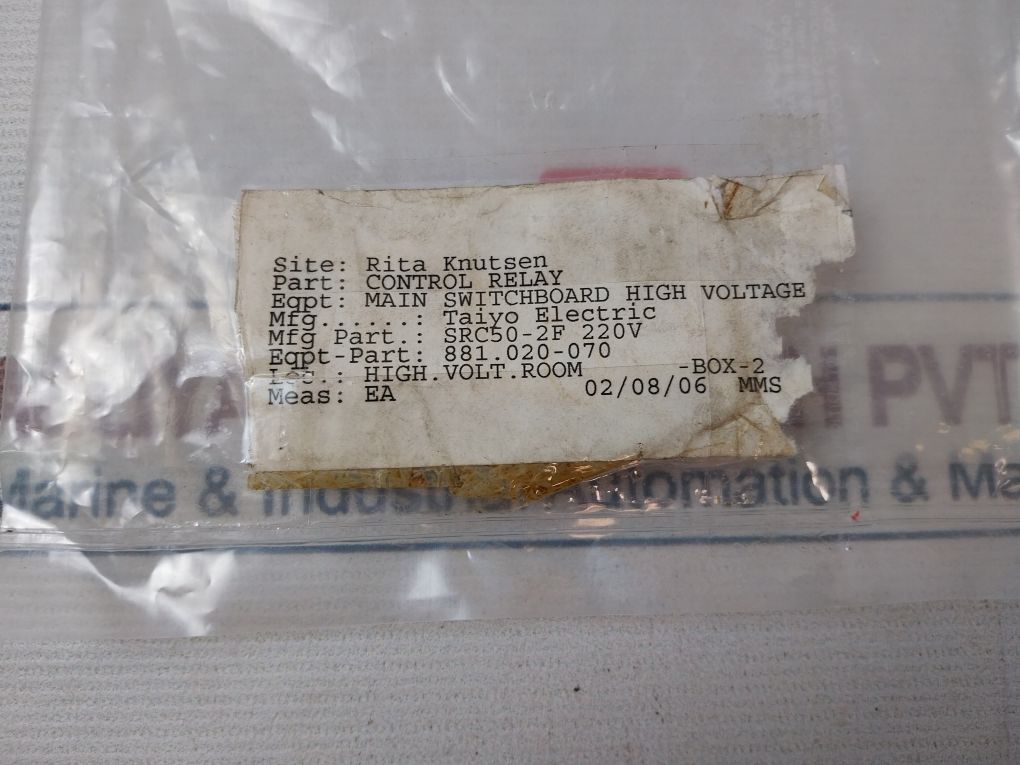 Site: Rita Knutsen
Part: CONTROL RELAY
Eqpt: MAIN SWITCHBOARD HIGH VOLTAGE
Mfg......: Taiyo Electric
Mfg Part.: SRC50-2F 220V
Eqpt-Part: 881.020-070
Loc.: HIGH.VOLT.ROOM -BOX-2
Meas: EA 02/08/06 MMS
PVT
Marine & Industrial Automation & Ma